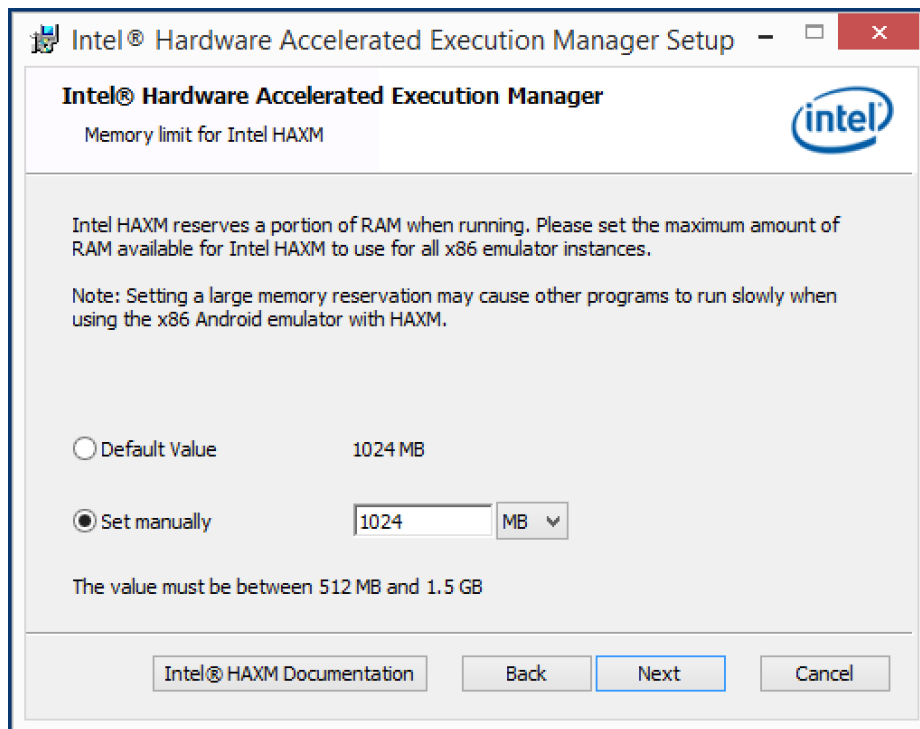 Intel® Hardware Accelerated Execution Manager Setup
Intel® Hardware Accelerated Execution Manager
Memory limit for Intel HAXM
intel®
Intel HAXM reserves a portion of RAM when running. Please set the maximum amount of
RAM available for Intel HAXM to use for all x86 emulator instances.
Note: Setting a large memory reservation may cause other programs to run slowly when
using the x86 Android emulator with HAXM.
Default Value 1024 MB
Set manually 1024 MB
The value must be between 512 MB and 1.5 GB
Intel® HAXM Documentation Back Next Cancel